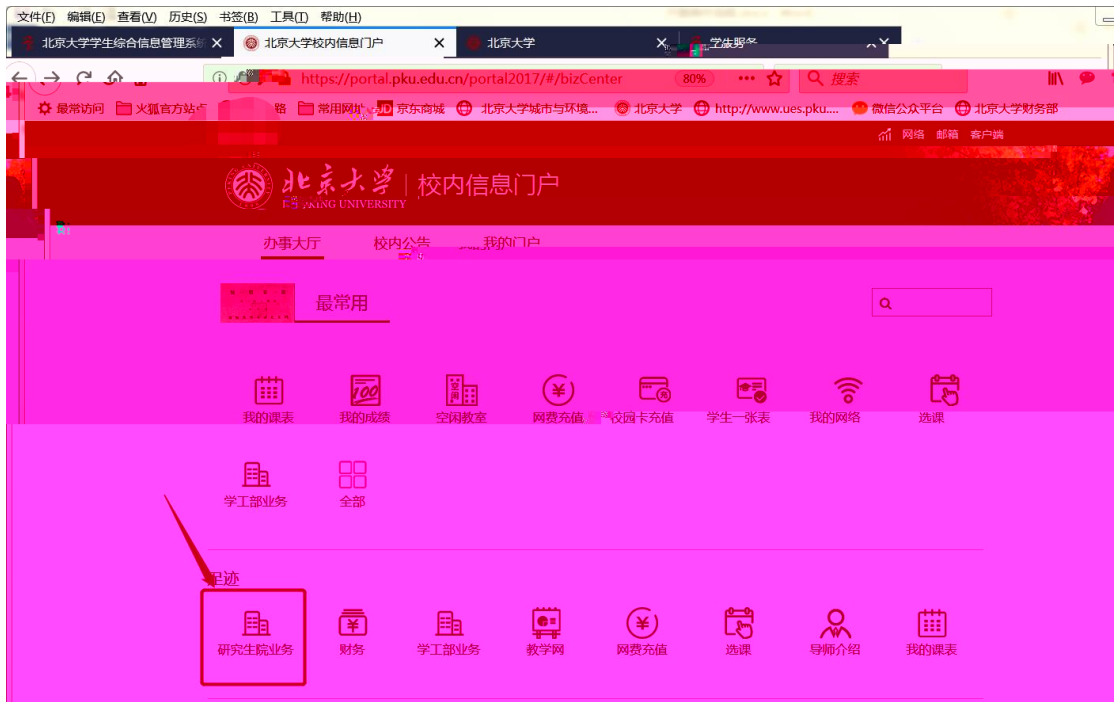 文件(F) 编辑(E) 查看(V) 历史(S) 书签(B) 工具(T) 帮助(H)
北京大学学生综合信息管理系统 北京大学校内信息门户 北京大学
https://portal.pku.edu.cn/portal2017/#/bizCenter 80% 搜索
最常访问 火狐官方站点 常用网址 京东商城 北京大学城市与环境... 北京大学 http://www.ues.pku.... 微信公众平台 北京大学财务部
网络 邮箱 客户端
北京大学 校内信息门户
UNIVERSITY
办事大厅 校内公告 我的门户
最常用
我的课表 我的成绩 空闲教室 网费充值 校园卡充值 学生一张表 我的网络 选课
学工部业务 全部
足迹
研究生院业务 财务 学工部业务 教学网 网费充值 选课 导师介绍 我的课表